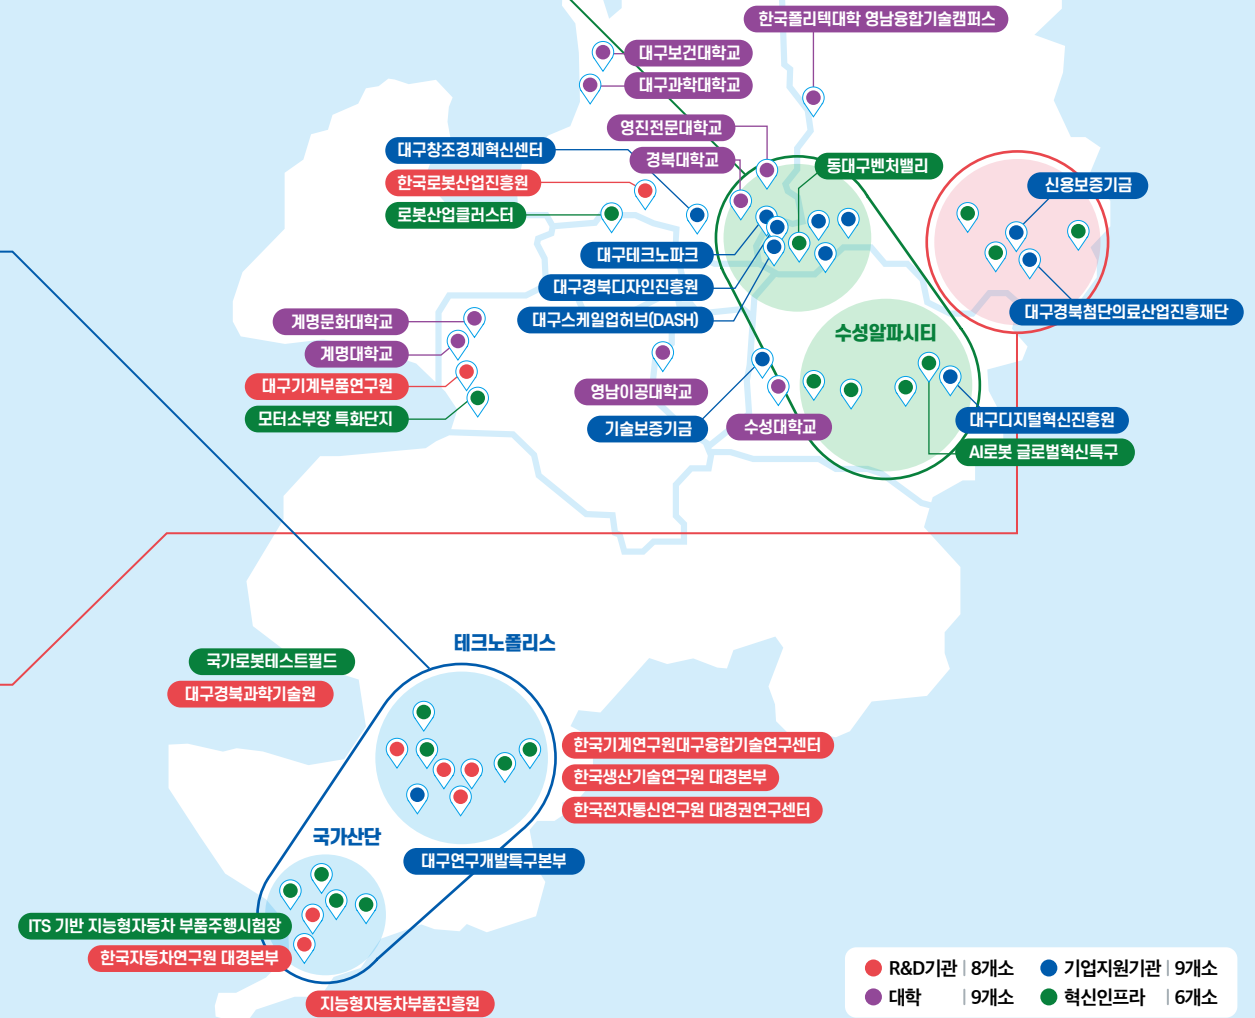 한국폴리텍대학 영남융합기술캠퍼스
대구보건대학교
대구과학대학교
영진전문대학교
대구창조경제혁신센터
경북대학교
동대구벤처밸리
한국로봇산업진흥원
신용보증기금
로봇산업클러스터
대구테크노파크
대구경북디자인진흥원
대구경북첨단의료산업진흥재단
계명문화대학교
대구스케일업허브(DASH)
수성알파시티
계명대학교
대구기계부품연구원
영남이공대학교
모터소부장 특화단지
기술보증기금
수성대학교
대구디지털혁신진흥원
AI로봇 글로벌혁신특구
테크노폴리스
국가로봇테스트필드
대구경북과학기술원
한국기계연구원대구융합기술연구센터
한국생산기술연구원 대경본부
한국전자통신연구원 대경권연구센터
국가산단
대구연구개발특구본부
ITS 기반 지능형자동차 부품주행시험장
한국자동차연구원 대경본부
지능형자동차부품진흥원
R&D기관 | 8개소
기업지원기관 | 9개소
대학 | 9개소
혁신인프라 | 6개소